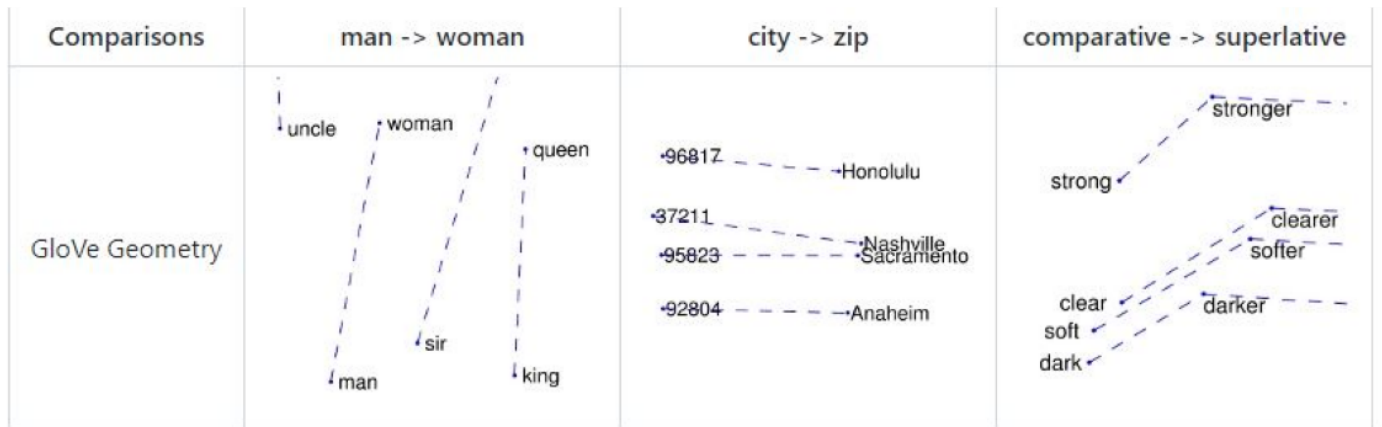 Comparisons
man -> woman
city -> zip
comparative -> superlative
GloVe Geometry
uncle
woman
queen
sir
man
king
96817
Honolulu
37211
Nashville
95823
Sacramento
92804
Anaheim
stronger
strong
clearer
softer
clear
darker
soft
dark